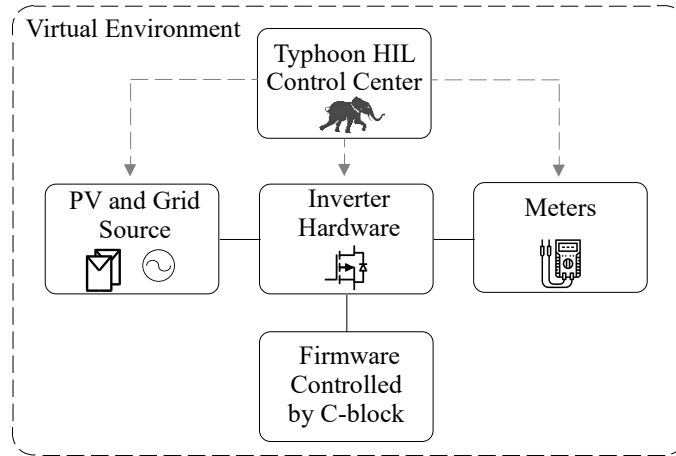 Virtual Environment
Typhoon HIL
Control Center
PV and Grid
Source
Inverter
Hardware
Meters
Firmware
Controlled
by C-block